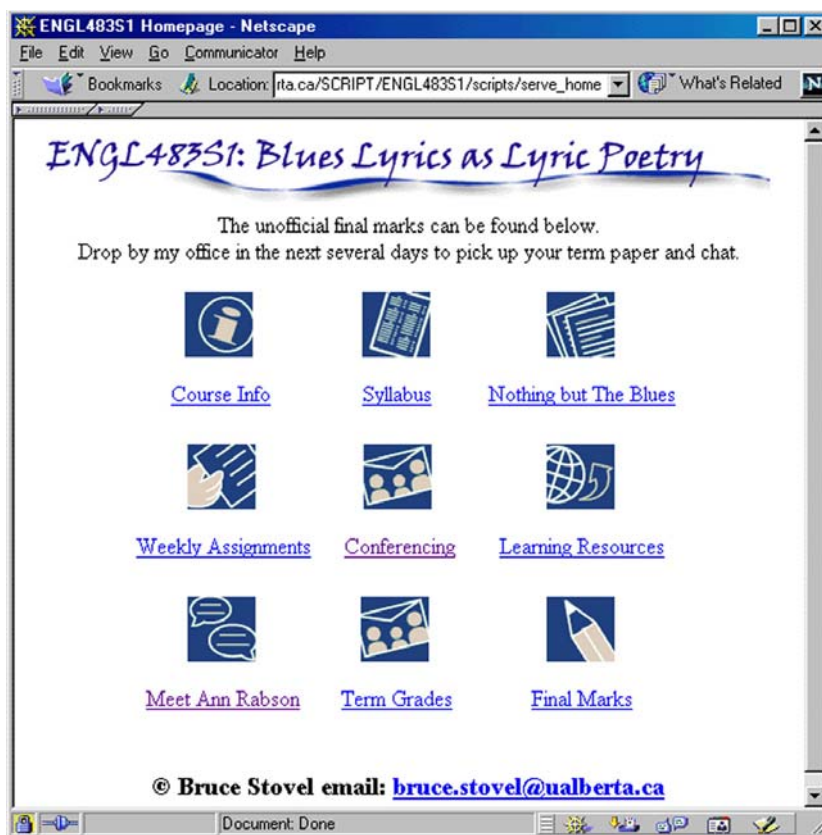 ENGL483S1 Homepage - Netscape
File Edit View Go Communicator Help
Bookmarks Location: rta.ca/SCRIPT/ENGL483S1/scripts/serve_home What's Related N
ENGL483S1: Blues Lyrics as Lyric Poetry
The unofficial final marks can be found below.
Drop by my office in the next several days to pick up your term paper and chat.
Course Info Syllabus Nothing but The Blues
Weekly Assignments Conferencing Learning Resources
Meet Ann Rabson Term Grades Final Marks
© Bruce Stovel email: bruce.stovel@ualberta.ca
Document: Done